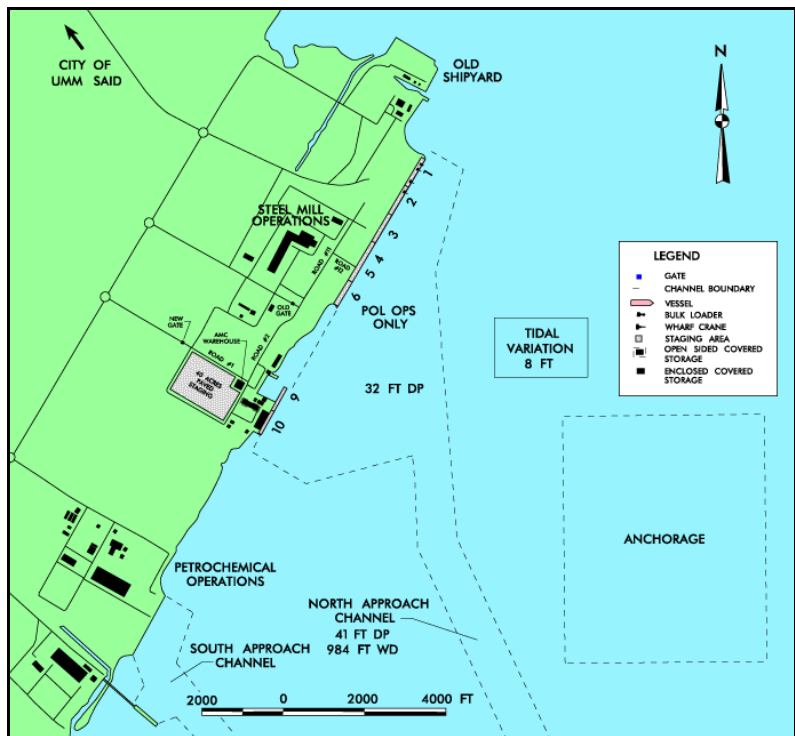 CITY OF
UMM SAID
OLD
SHIPYARD
N
1
2
3
4
5
6
STEEL MILL
OPERATIONS
ROAD #11
ROAD
#12
OLD
GATE
NEW
GATE
AMC
WAREHOUSE
ROAD #1
ROAD #2
45 ACRES
PAVED
STAGING
9
10
POL OPS
ONLY
32 FT DP
TIDAL
VARIATION
8 FT
LEGEND
GATE
CHANNEL BOUNDARY
VESSEL
BULK LOADER
WHARF CRANE
STAGING AREA
OPEN SIDED COVERED
STORAGE
ENCLOSED COVERED
STORAGE
ANCHORAGE
PETROCHEMICAL
OPERATIONS
NORTH APPROACH
CHANNEL
41 FT DP
984 FT WD
SOUTH APPROACH
CHANNEL
2000 0 2000 4000 FT